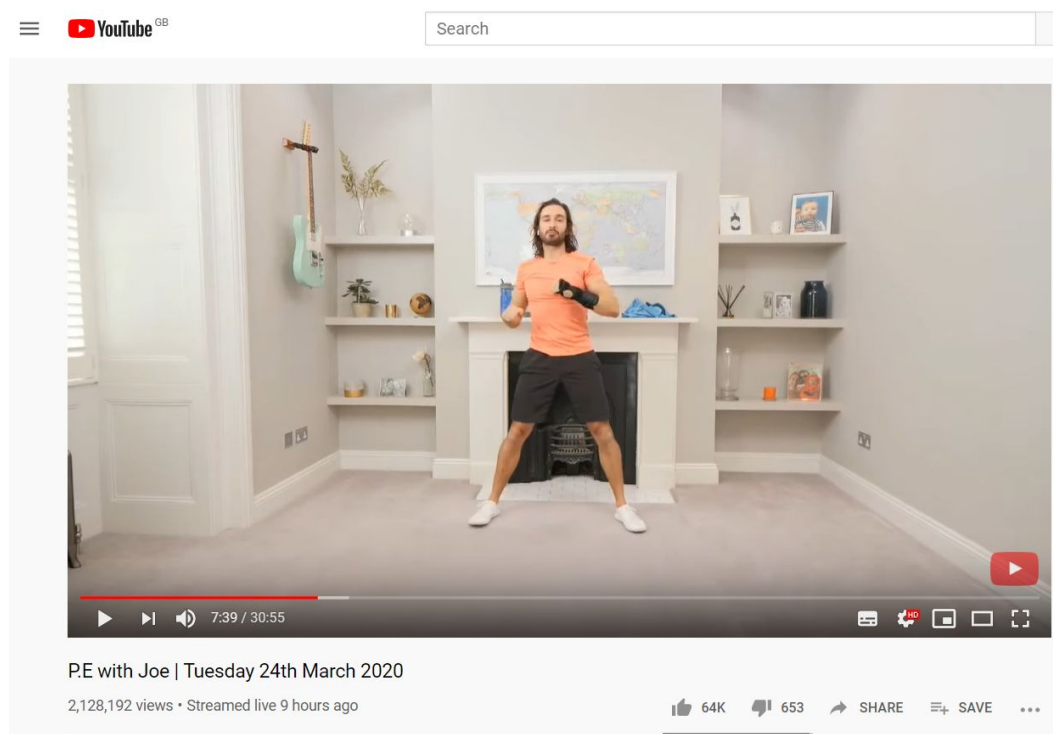 YouTube GB
Search
7:39 / 30:55
HD
P.E with Joe | Tuesday 24th March 2020
2,128,192 views • Streamed live 9 hours ago
64K 653 SHARE SAVE